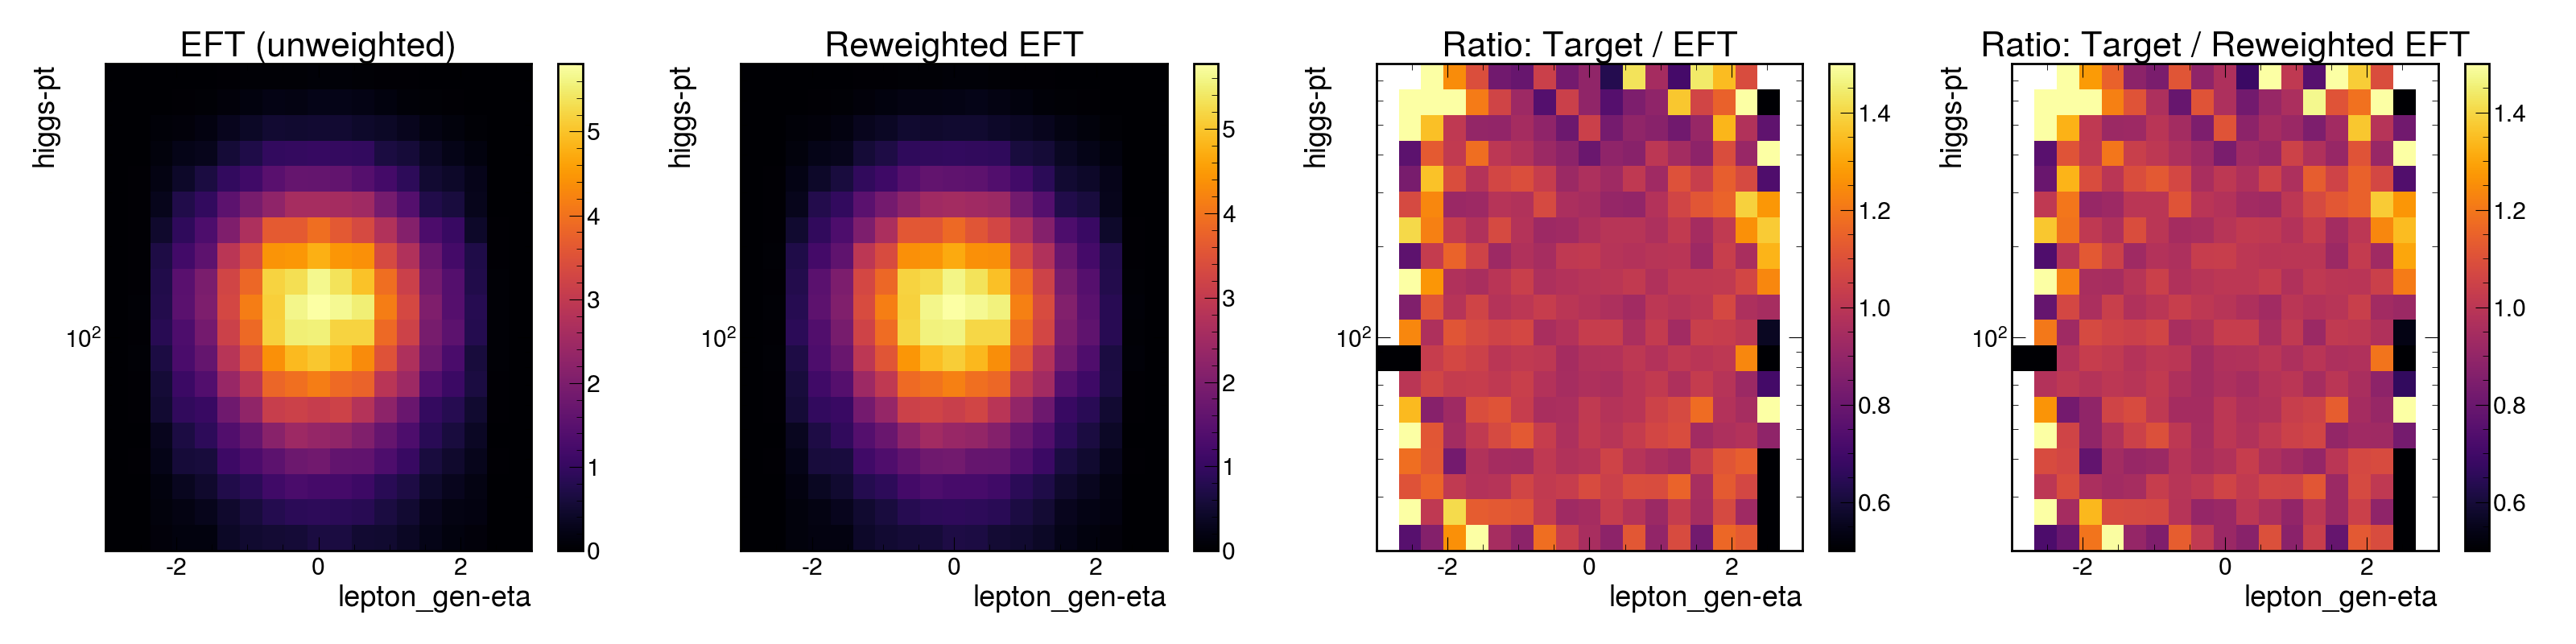 EFT (unweighted)
higgs-pt
10²
-2 0 2
lepton_gen-eta
5
4
3
2
1
0
Reweighted EFT
higgs-pt
10²
-2 0 2
lepton_gen-eta
5
4
3
2
1
0
Ratio: Target / EFT
higgs-pt
10²
-2 0 2
lepton_gen-eta
1.4
1.2
1.0
0.8
0.6
Ratio: Target / Reweighted EFT
higgs-pt
10²
-2 0 2
lepton_gen-eta
1.4
1.2
1.0
0.8
0.6